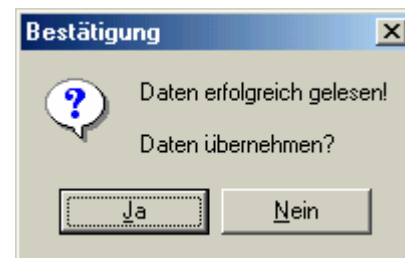 Bestätigung
Daten erfolgreich gelesen!
Daten übernehmen?
Ja
Nein